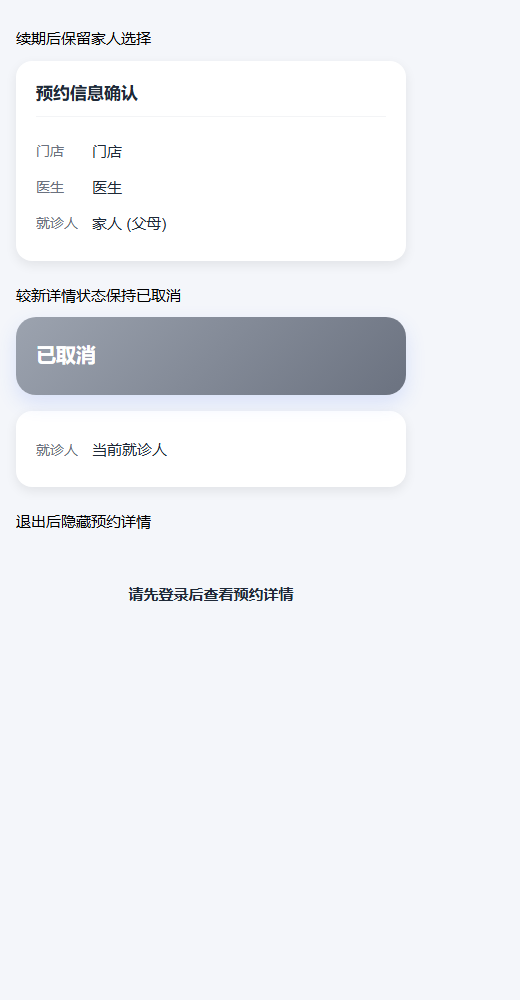 续期后保留家人选择
预约信息确认
门店 门店
医生 医生
就诊人 家人 (父母)
较新详情状态保持已取消
已取消
就诊人 当前就诊人
退出后隐藏预约详情
请先登录后查看预约详情